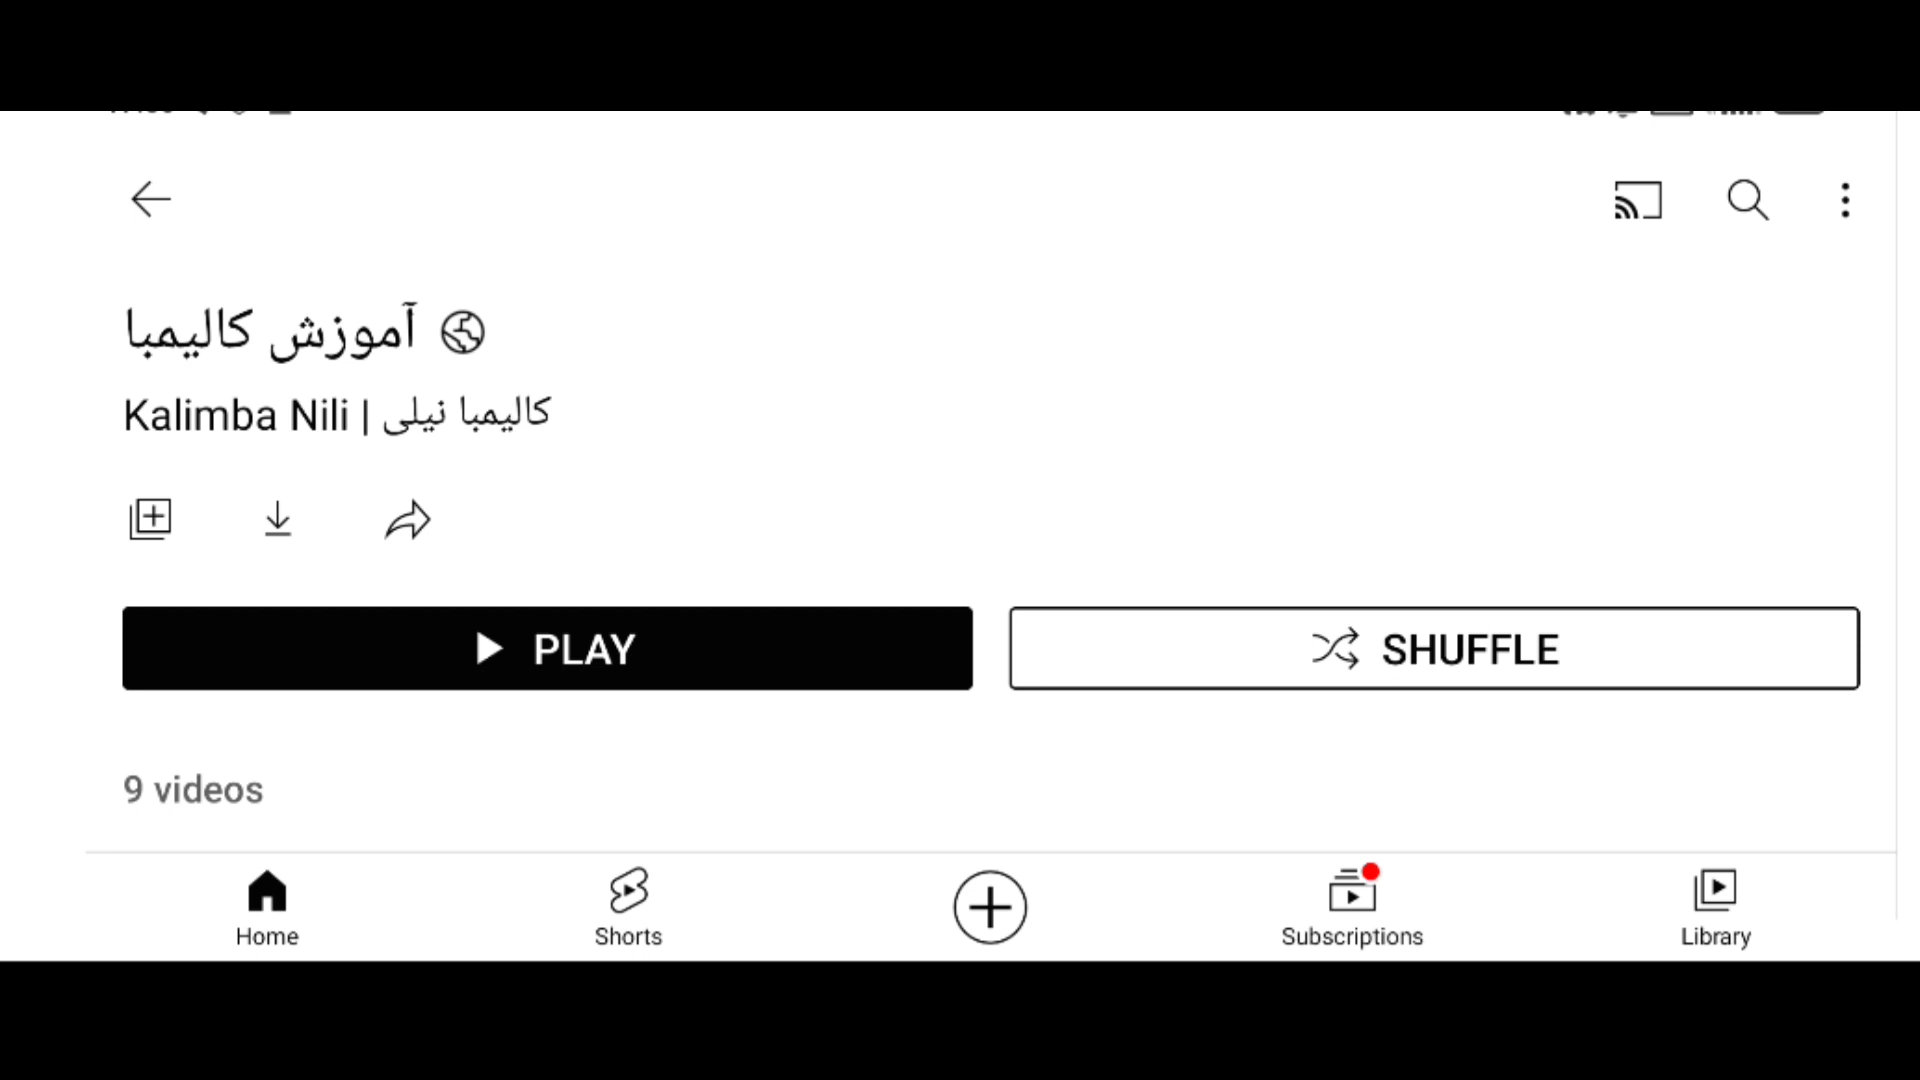 آموزش کالیمبا
Kalimba Nili | کالیمبا نیلی
PLAY
SHUFFLE
9 videos
Home
Shorts
Subscriptions
Library